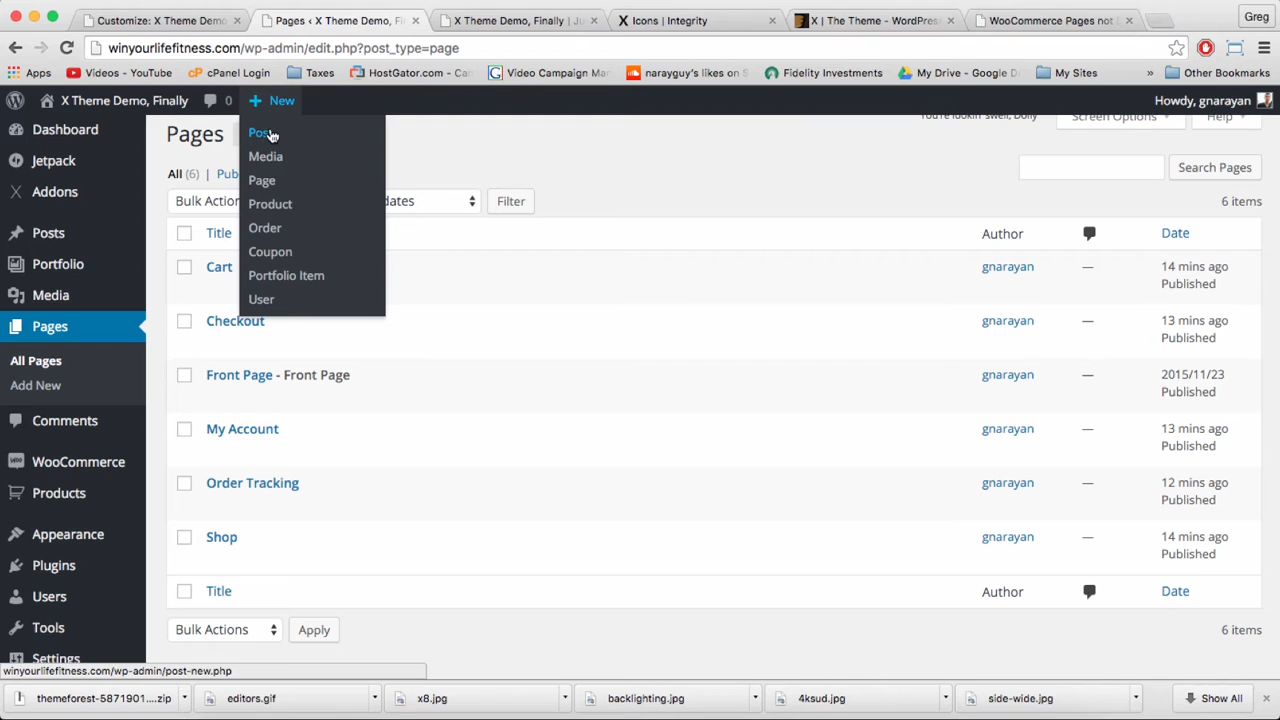 Customize: X Theme Demo
Pages ‹ X Theme Demo, Fi
X Theme Demo, Finally | Ju
Icons | Integrity
X | The Theme - WordPres
WooCommerce Pages not
Greg
winyourlifefitness.com/wp-admin/edit.php?post_type=page
Apps
Videos - YouTube
cPanel Login
Taxes
HostGator.com - Ca
Video Campaign Ma
narayguy's likes on S
Fidelity Investments
My Drive - Google D
My Sites
»
Other Bookmarks
X Theme Demo, Finally
0
+ New
Howdy, gnarayan
Post
Media
Page
Product
Order
Coupon
Portfolio Item
User
Dashboard
Jetpack
Addons
Posts
Portfolio
Media
Pages
All Pages
Add New
Comments
WooCommerce
Products
Appearance
Plugins
Users
Tools
Settings
Pages
You're lookin' swell, Dolly
Screen Options
Help
All (6) | Pub
Search Pages
Bulk Action
dates
Filter
6 items
Title
Author
Date
Cart
gnarayan
—
14 mins ago
Published
Checkout
gnarayan
—
13 mins ago
Published
Front Page - Front Page
gnarayan
—
2015/11/23
Published
My Account
gnarayan
—
13 mins ago
Published
Order Tracking
gnarayan
—
12 mins ago
Published
Shop
gnarayan
—
14 mins ago
Published
Title
Author
Date
Bulk Actions
Apply
6 items
winyourlifefitness.com/wp-admin/post-new.php
themeforest-5871901....zip
editors.gif
x8.jpg
backlighting.jpg
4ksud.jpg
side-wide.jpg
Show All